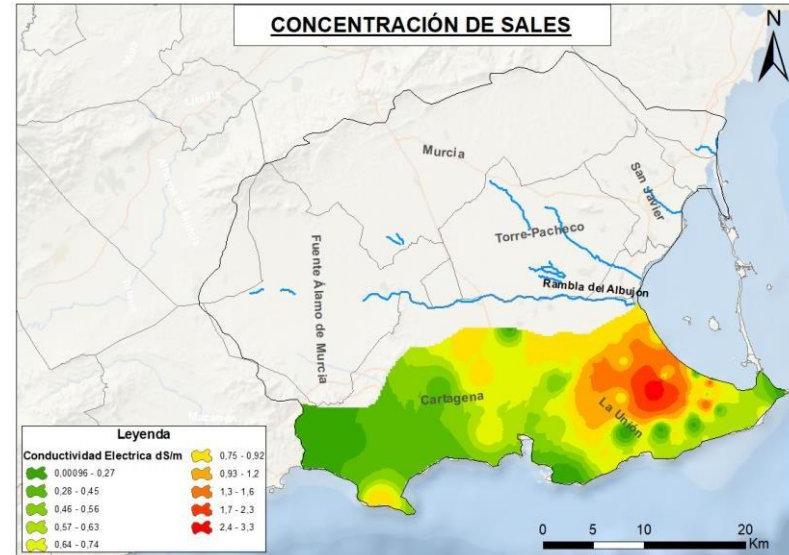 CONCENTRACIÓN DE SALES
N
Murcia
San Javier
Torre-Pacheco
Fuente Álamo de Murcia
Rambla del Albujón
Cartagena
La Unión
Leyenda
Conductividad Electrica dS/m
0,00096 - 0,27
0,28 - 0,45
0,46 - 0,56
0,57 - 0,63
0,64 - 0,74
0,75 - 0,92
0,93 - 1,2
1,3 - 1,6
1,7 - 2,3
2,4 - 3,3
0 5 10 20
Km